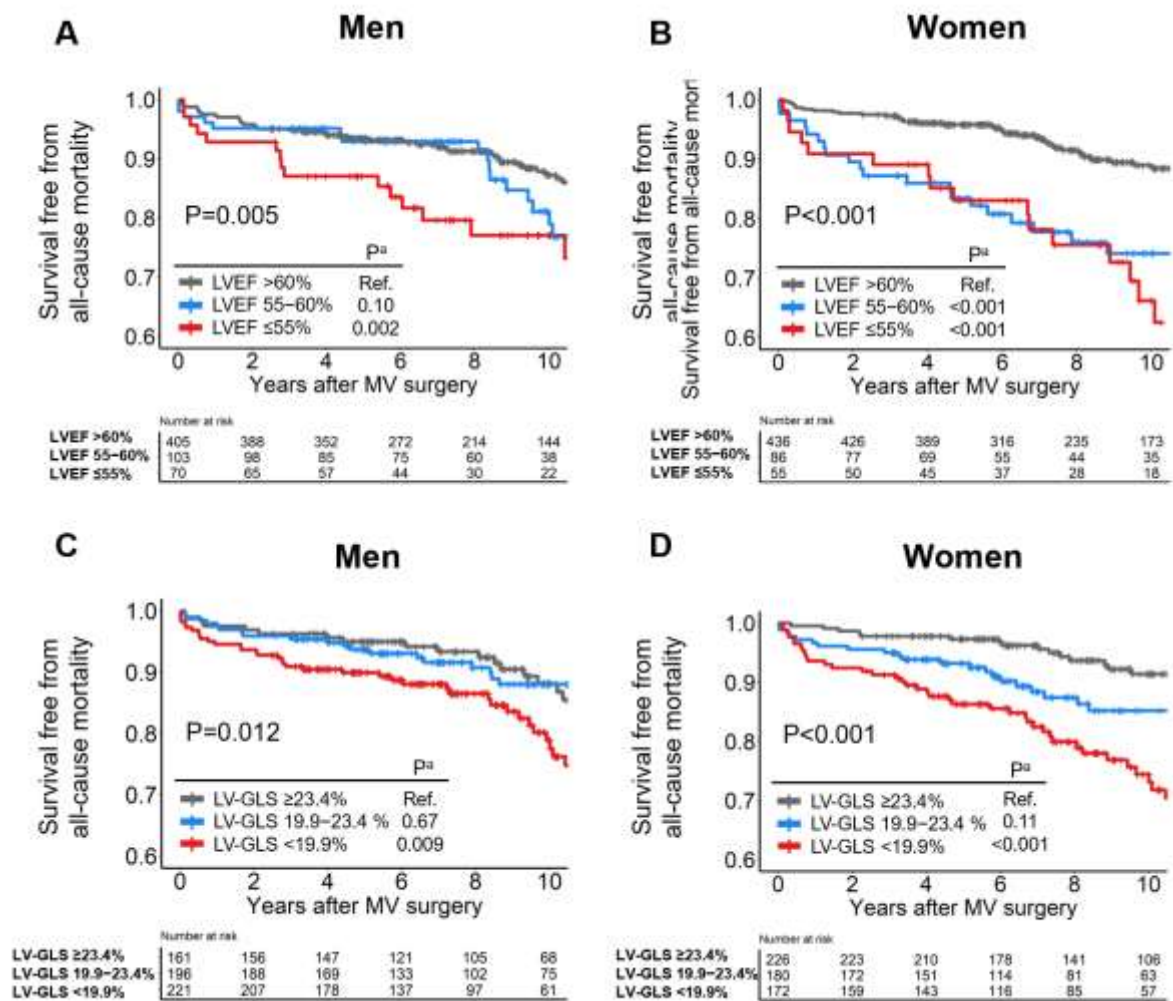 A
Men
Survival free from
all-cause mortality
1.0
0.9
0.8
0.7
0.6
P=0.005
Pa
LVEF >60% Ref.
LVEF 55−60% 0.10
LVEF ≤55% 0.002
0 2 4 6 8 10
Years after MV surgery
Number at risk
LVEF >60% 405 388 352 272 214 144
LVEF 55−60% 103 98 85 75 60 38
LVEF ≤55% 70 65 57 44 30 22
B
Women
Survival free from
all-cause mortality
Survival free from all-cause mort
1.0
0.9
0.8
0.7
0.6
P<0.001
Pa
LVEF >60% Ref.
LVEF 55−60% <0.001
LVEF ≤55% <0.001
0 2 4 6 8 10
Years after MV surgery
Number at risk
LVEF >60% 436 426 389 316 235 173
LVEF 55−60% 86 77 69 55 44 35
LVEF ≤55% 55 50 45 37 28 18
C
Men
Survival free from
all-cause mortality
1.0
0.9
0.8
0.7
0.6
P=0.012
Pa
LV-GLS ≥23.4% Ref.
LV-GLS 19.9−23.4 % 0.67
LV-GLS <19.9% 0.009
0 2 4 6 8 10
Years after MV surgery
Number at risk
LV-GLS ≥23.4% 161 156 147 121 105 68
LV-GLS 19.9−23.4% 196 188 169 133 102 75
LV-GLS <19.9% 221 207 178 137 97 61
D
Women
Survival free from
all-cause mortality
1.0
0.9
0.8
0.7
0.6
P<0.001
Pa
LV-GLS ≥23.4% Ref.
LV-GLS 19.9−23.4 % 0.11
LV-GLS <19.9% <0.001
0 2 4 6 8 10
Years after MV surgery
Number at risk
LV-GLS ≥23.4% 226 223 210 178 141 106
LV-GLS 19.9−23.4% 180 172 151 114 81 63
LV-GLS <19.9% 172 159 143 116 85 57